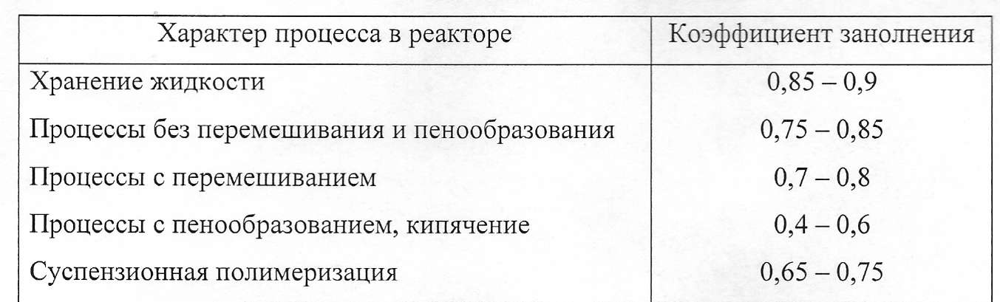 Характер процесса в реакторе Коэффициент заполнения
Хранение жидкости 0,85 – 0,9
Процессы без перемешивания и пенообразования 0,75 – 0,85
Процессы с перемешиванием 0,7 – 0,8
Процессы с пенообразованием, кипячение 0,4 – 0,6
Суспензионная полимеризация 0,65 – 0,75